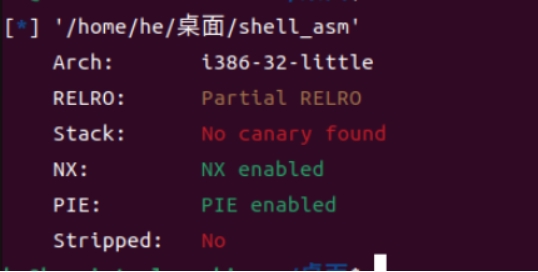 [*] '/home/he/桌面/shell_asm'
Arch: i386-32-little
RELRO: Partial RELRO
Stack: No canary found
NX: NX enabled
PIE: PIE enabled
Stripped: No